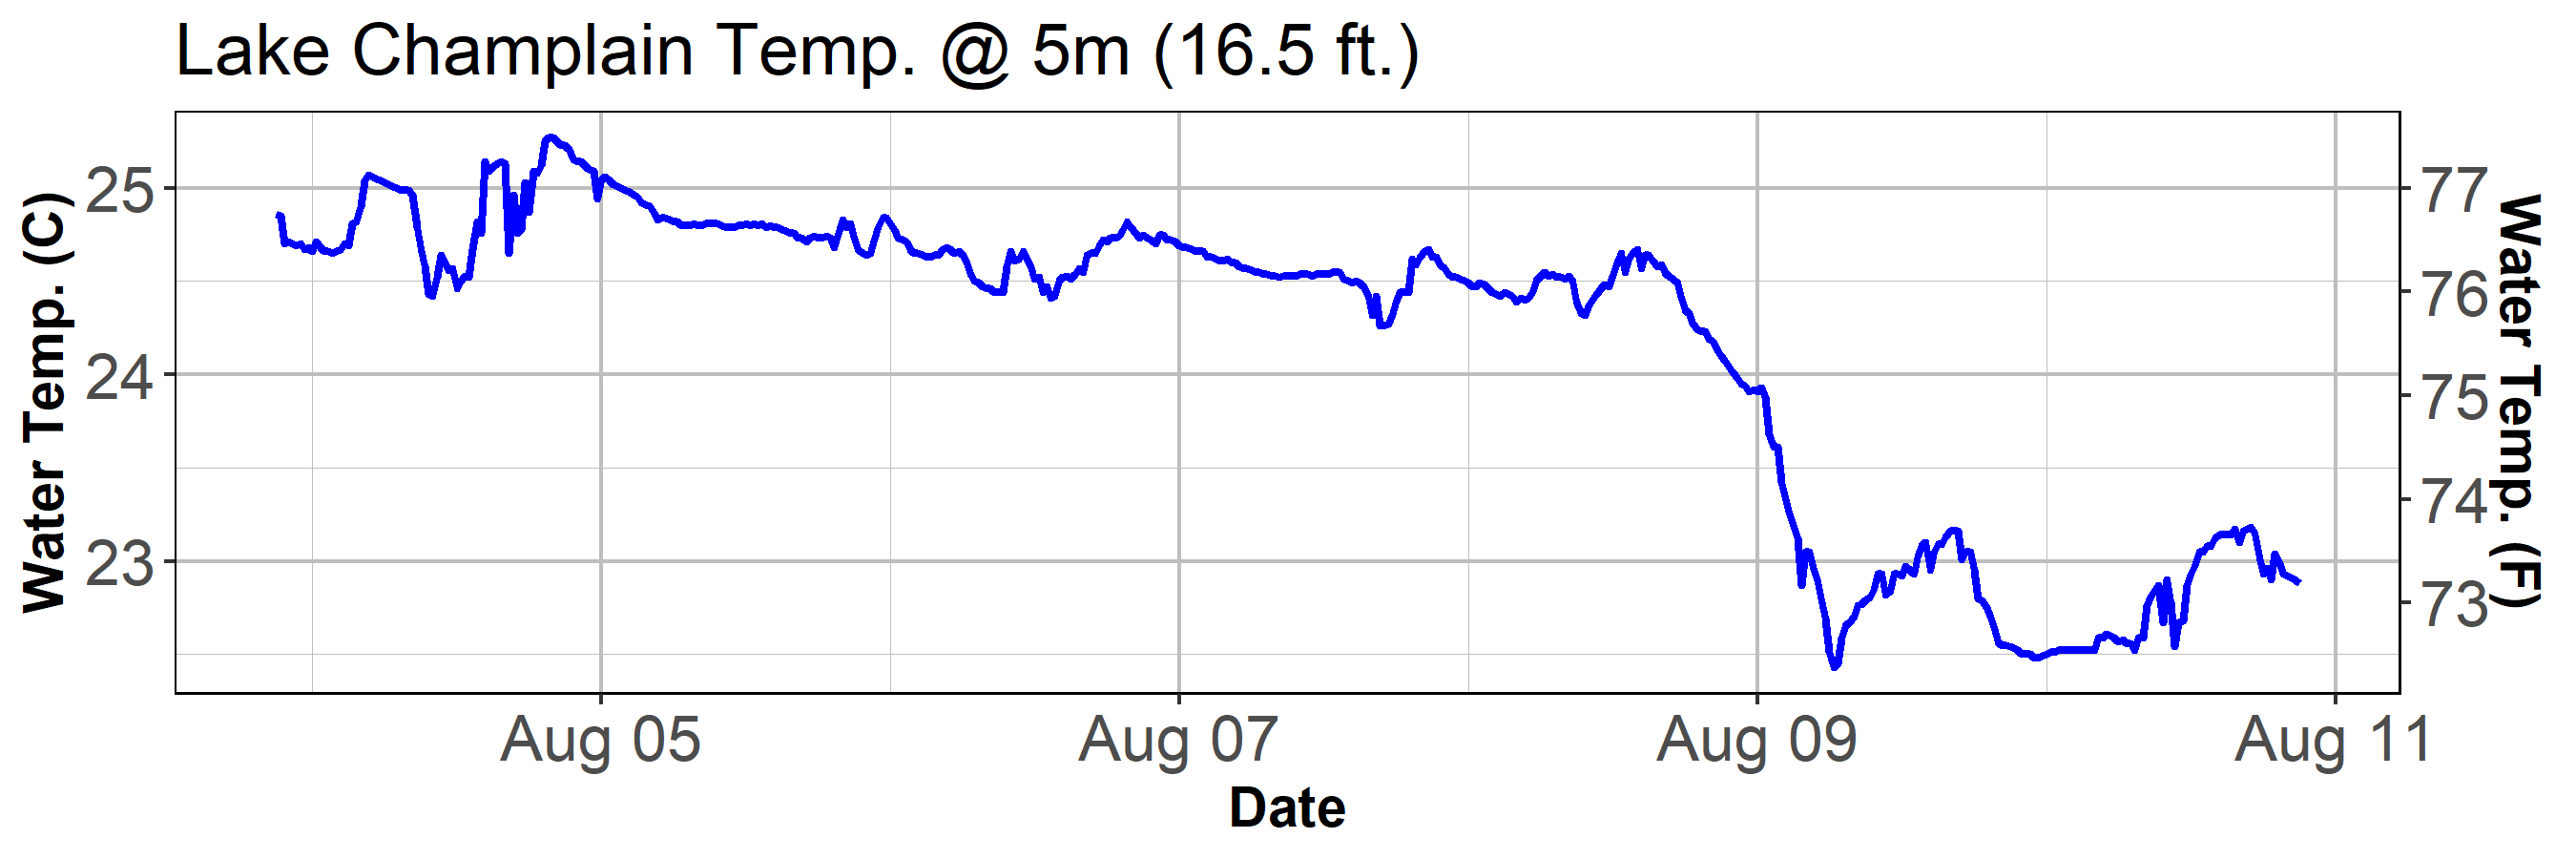 Lake Champlain Temp. @ 5m (16.5 ft.)
Water Temp. (C)
25
24
23
77
76
75
74
73
Water Temp. (F)
Aug 05 Aug 07 Aug 09 Aug 11
Date